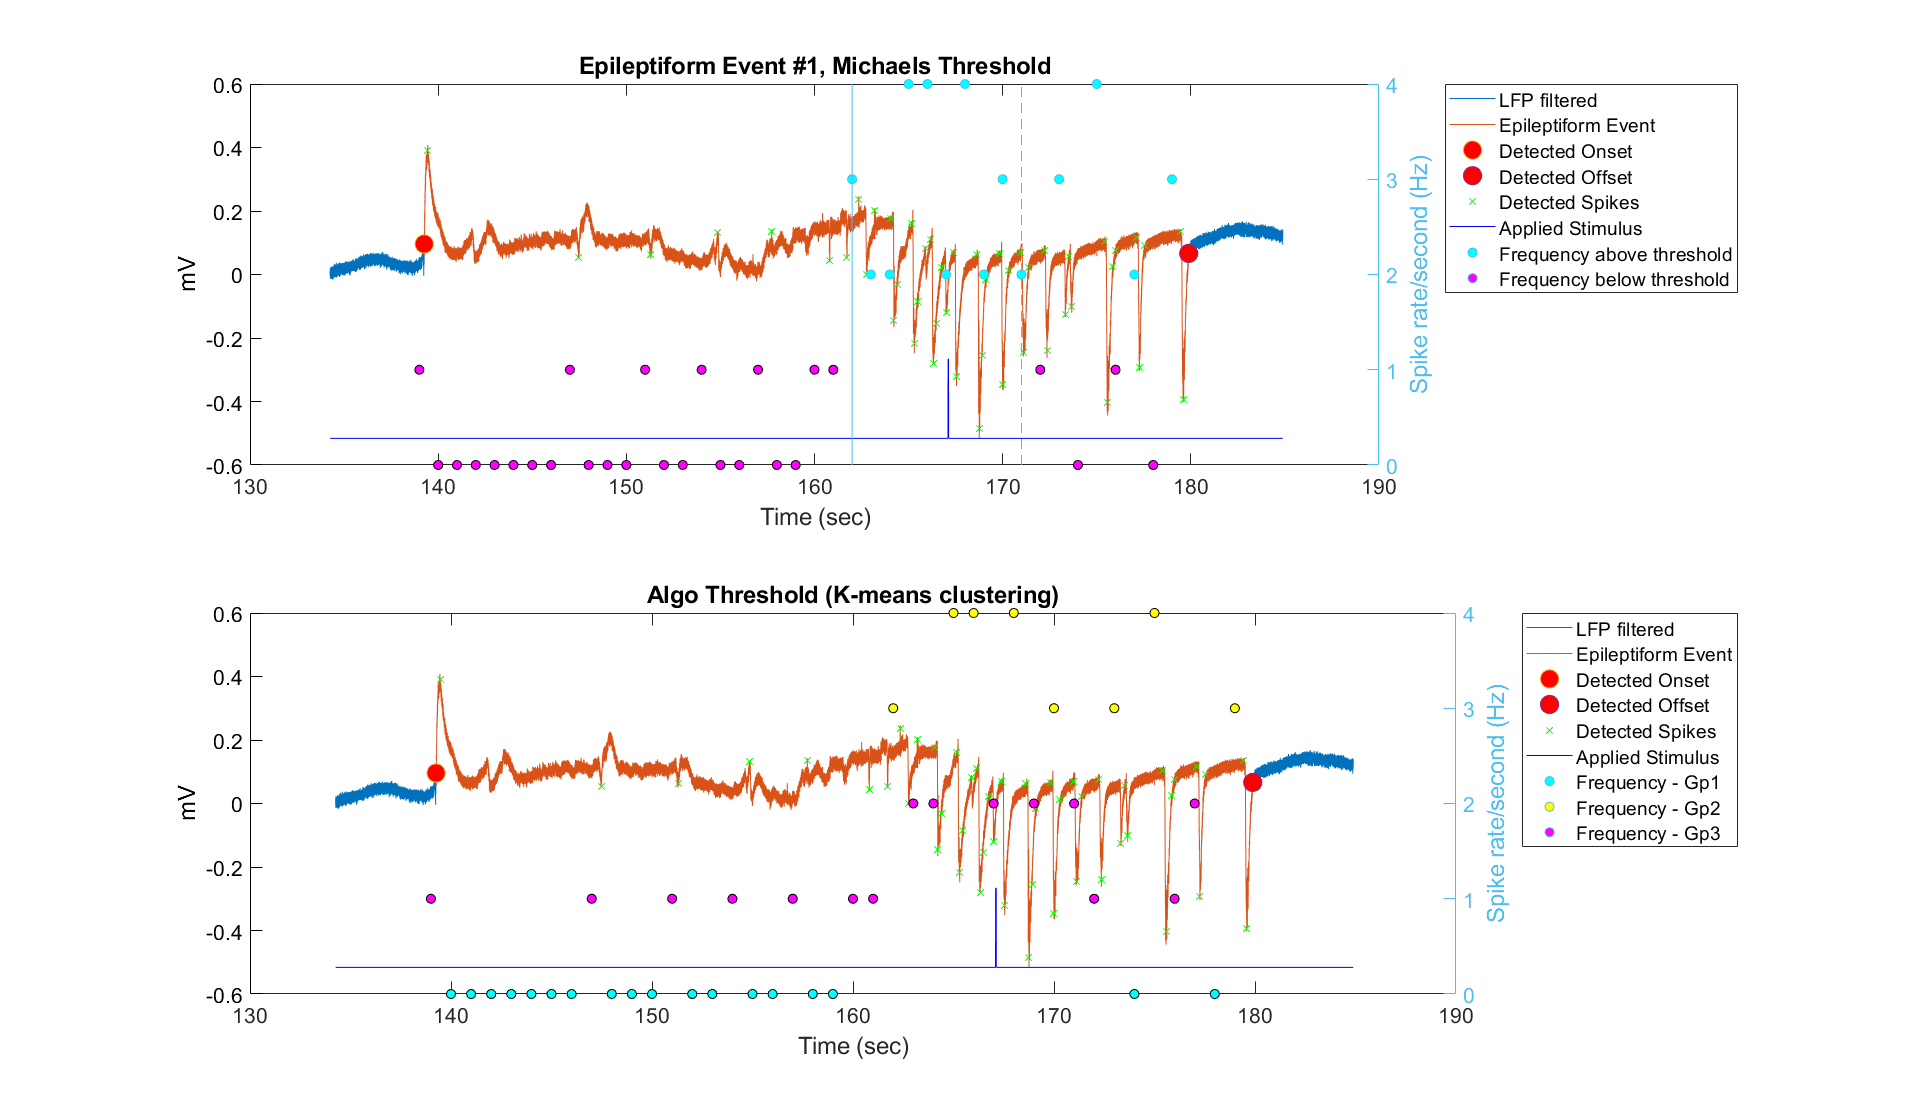 Epileptiform Event #1, Michaels Threshold
0.6
0.4
0.2
0
-0.2
-0.4
-0.6
mV
130
140
150
160
170
180
190
Time (sec)
4
3
2
1
0
Spike rate/second (Hz)
LFP filtered
Epileptiform Event
Detected Onset
Detected Offset
Detected Spikes
Applied Stimulus
Frequency above threshold
Frequency below threshold
Algo Threshold (K-means clustering)
0.6
0.4
0.2
0
-0.2
-0.4
-0.6
mV
130
140
150
160
170
180
190
Time (sec)
4
3
2
1
0
Spike rate/second (Hz)
LFP filtered
Epileptiform Event
Detected Onset
Detected Offset
Detected Spikes
Applied Stimulus
Frequency - Gp1
Frequency - Gp2
Frequency - Gp3